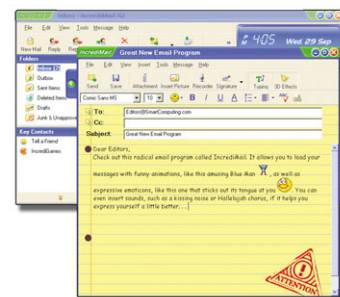 IncrediMail Inbox - IncrediMail Xe
File Edit View Tools Message Help
New Mail Reply
4:05 Wed 29 Sep
Folders
Inbox
Outbox
Sent Items
Deleted Items
Drafts
Junk & Unapprove
Key Contacts
Tell a Friend
IncrediGames
IncrediMail Great New Email Program
File Edit View Insert Tools Message Help
Send Save Attachment Insert Picture Recorder Signature Typing 3D Effects
Comic Sans MS 10 B I U A
To: Editors@SmartComputing.com
Cc:
Subject: Great New Email Program
Dear Editors,
Check out this radical email program called IncrediMail. It allows you to load your
messages with funny animations, like this amusing Blue Man , as well as
expressive emoticons, like this one that sticks out its tongue at you You can
even insert sounds, such as a kissing noise or Hallelujah chorus, if it helps you
express yourself a little better. . .
ATTENTION